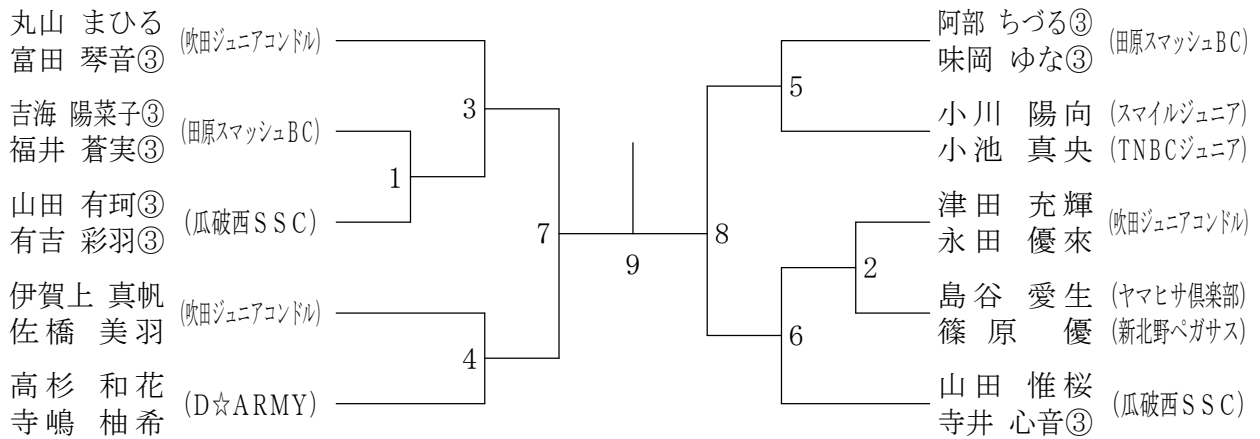 丸山 まひる
富田 琴音③
(吹田ジュニアコンドル)
吉海 陽菜子③
福井 蒼実③
(田原スマッシュBC)
山田 有珂③
有吉 彩羽③
(瓜破西SSC)
伊賀上 真帆
佐橋 美羽
(吹田ジュニアコンドル)
高杉 和花
寺嶋 柚希
(D☆ARMY)
3
1
7
4
9
8
5
2
6
阿部 ちづる③
味岡 ゆな③
(田原スマッシュBC)
小川 陽向 (スマイルジュニア)
小池 真央 (TNBCジュニア)
津田 充輝
永田 優來
(吹田ジュニアコンドル)
島谷 愛生 (ヤマヒサ倶楽部)
篠原 優 (新北野ペガサス)
山田 惟桜
寺井 心音③
(瓜破西SSC)